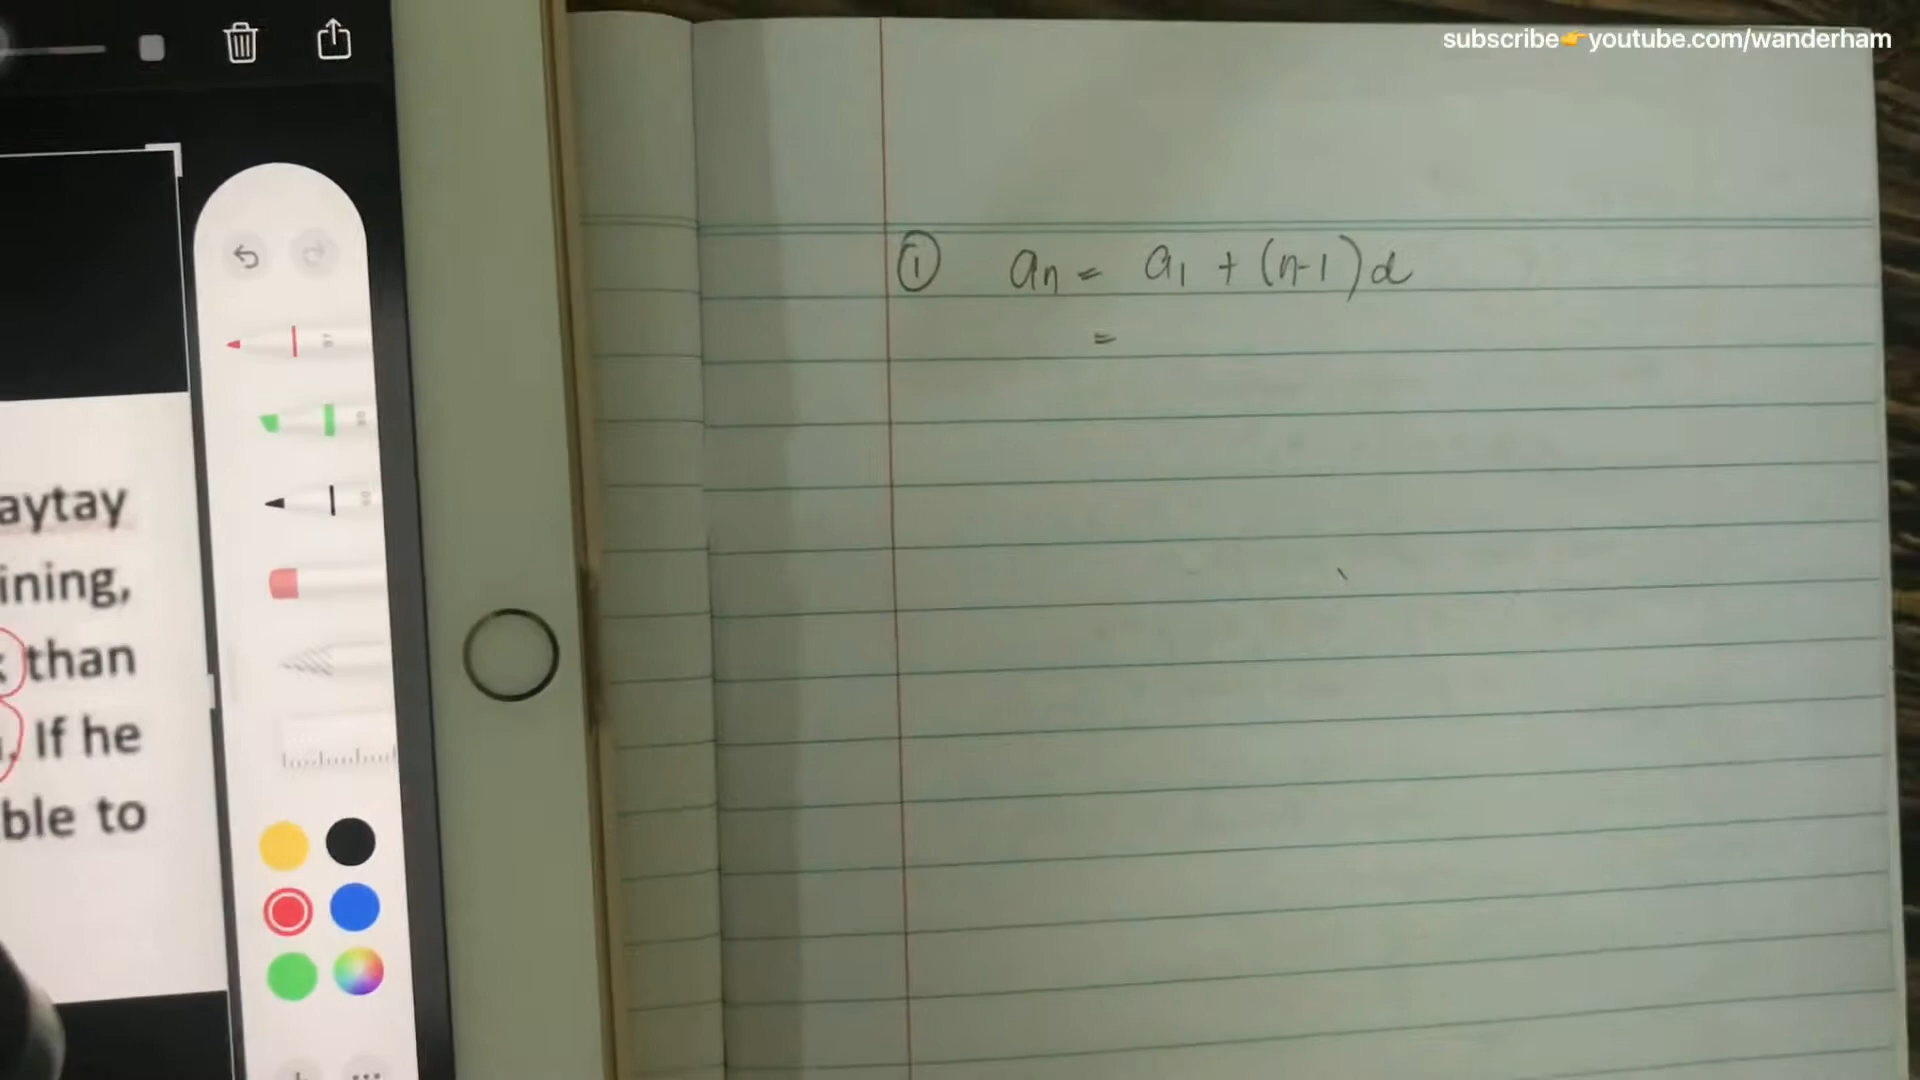 subscribe👉youtube.com/wanderham
aytay
ining,
than
. If he
ble to
① an = a1 + (n-1)d
=